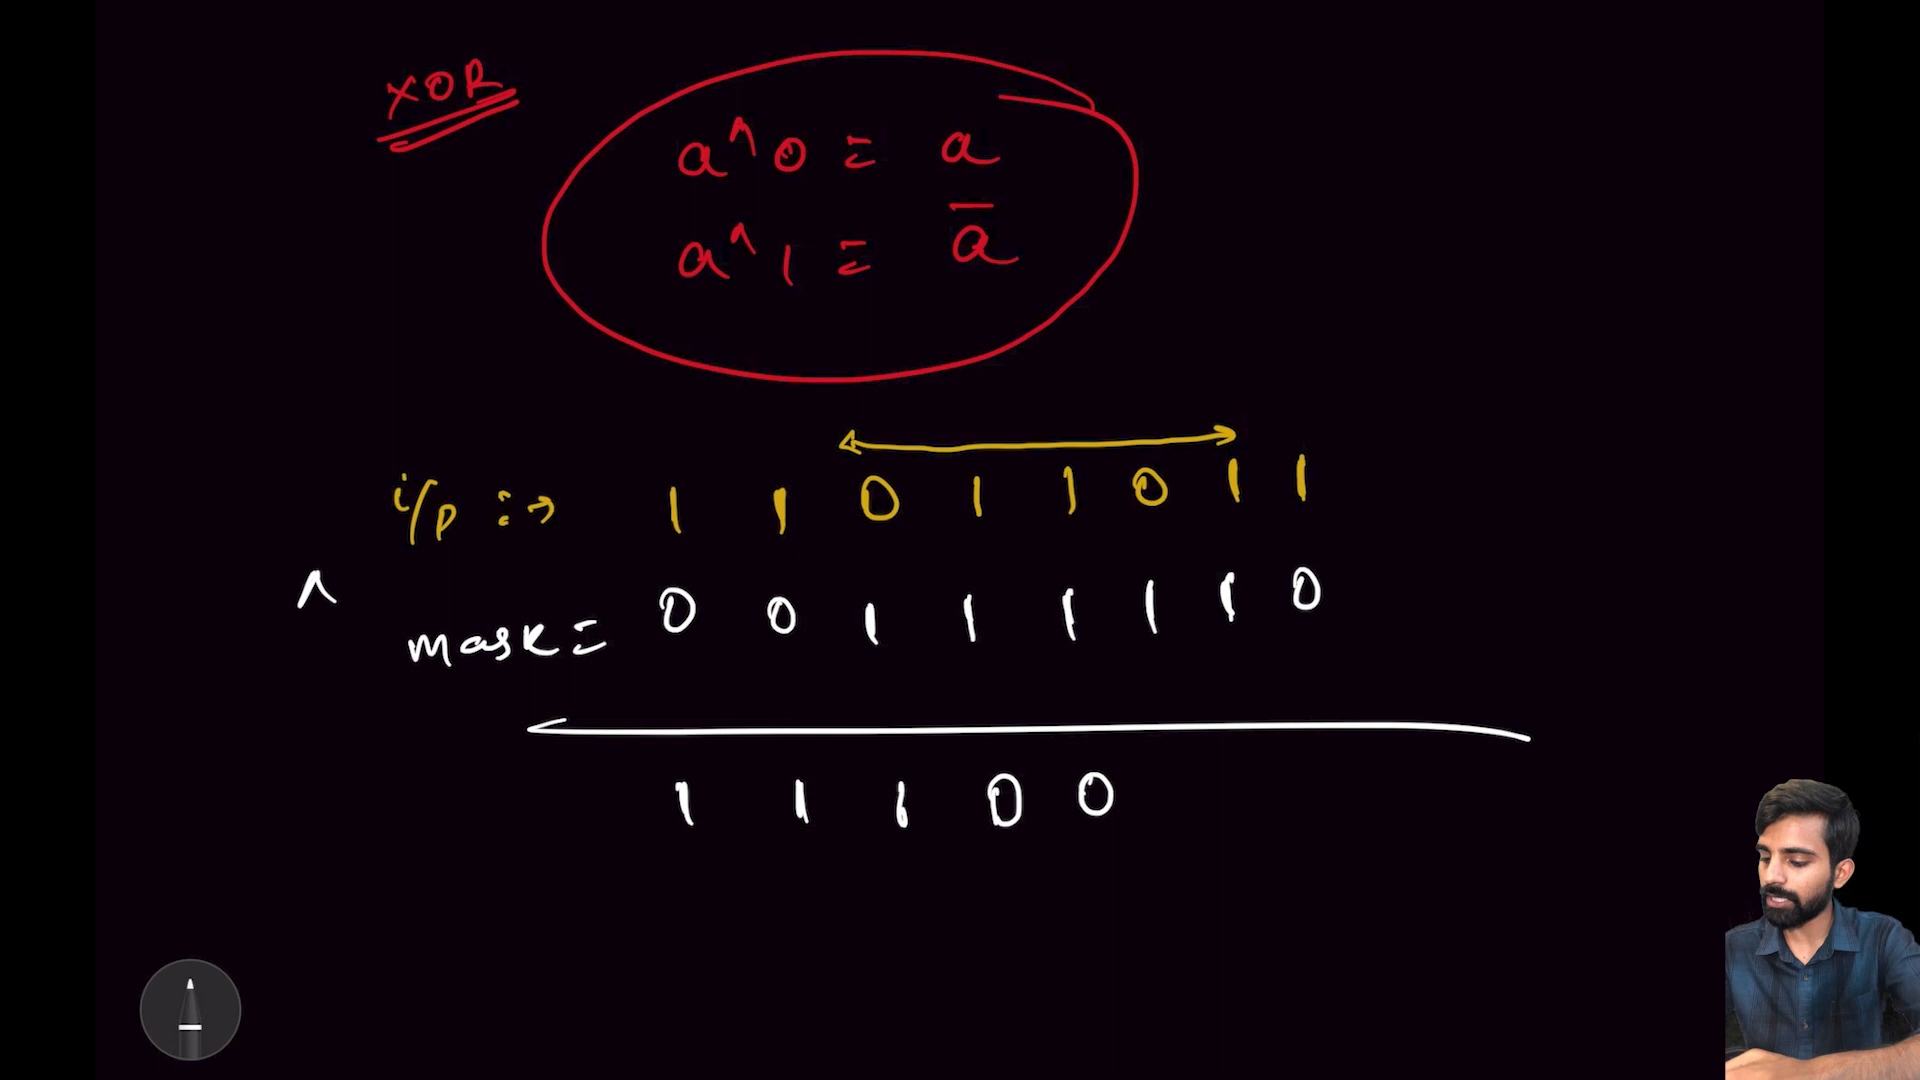 XOR
a^0 = a
a^1 = a̅
i/p :→ 1 1 0 1 1 0 1 1
^
mask = 0 0 1 1 1 1 1 0
1 1 1 0 0